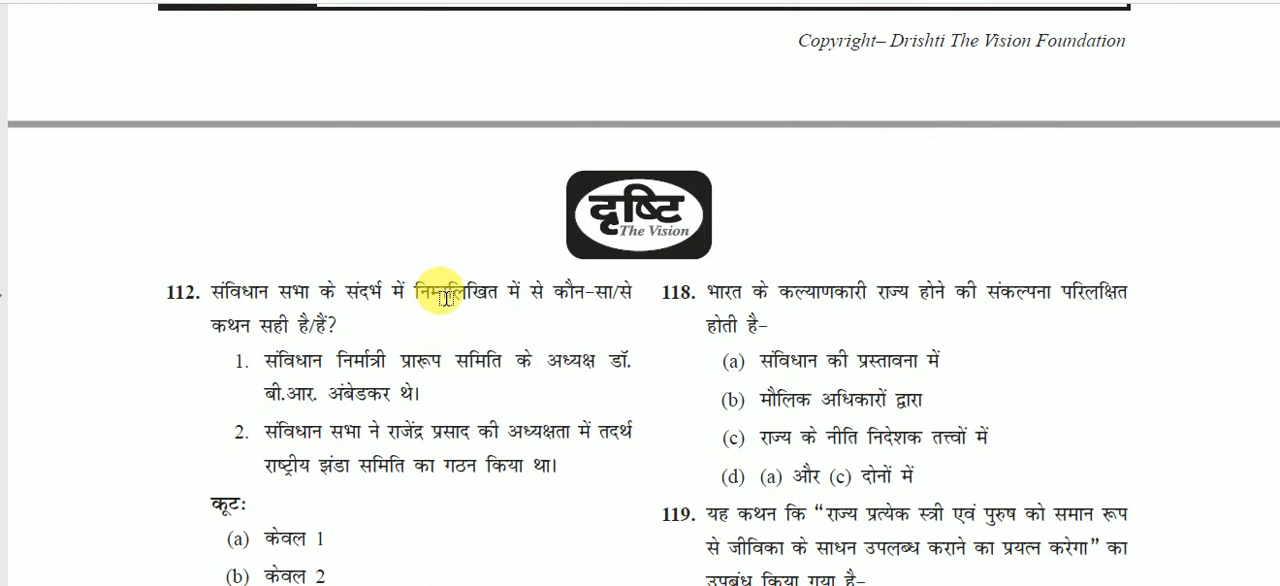 Copyright– Drishti The Vision Foundation
दृष्टि
The Vision
112. संविधान सभा के संदर्भ में निम्नलिखित में से कौन-सा/से
कथन सही है/हैं?
1. संविधान निर्मात्री प्रारूप समिति के अध्यक्ष डॉ.
बी.आर. अंबेडकर थे।
2. संविधान सभा ने राजेंद्र प्रसाद की अध्यक्षता में तदर्थ
राष्ट्रीय झंडा समिति का गठन किया था।
कूटः
(a) केवल 1
(b) केवल 2
118. भारत के कल्याणकारी राज्य होने की संकल्पना परिलक्षित
होती है–
(a) संविधान की प्रस्तावना में
(b) मौलिक अधिकारों द्वारा
(c) राज्य के नीति निदेशक तत्त्वों में
(d) (a) और (c) दोनों में
119. यह कथन कि “राज्य प्रत्येक स्त्री एवं पुरुष को समान रूप
से जीविका के साधन उपलब्ध कराने का प्रयत्न करेगा” का
उपबंध किया गया है–